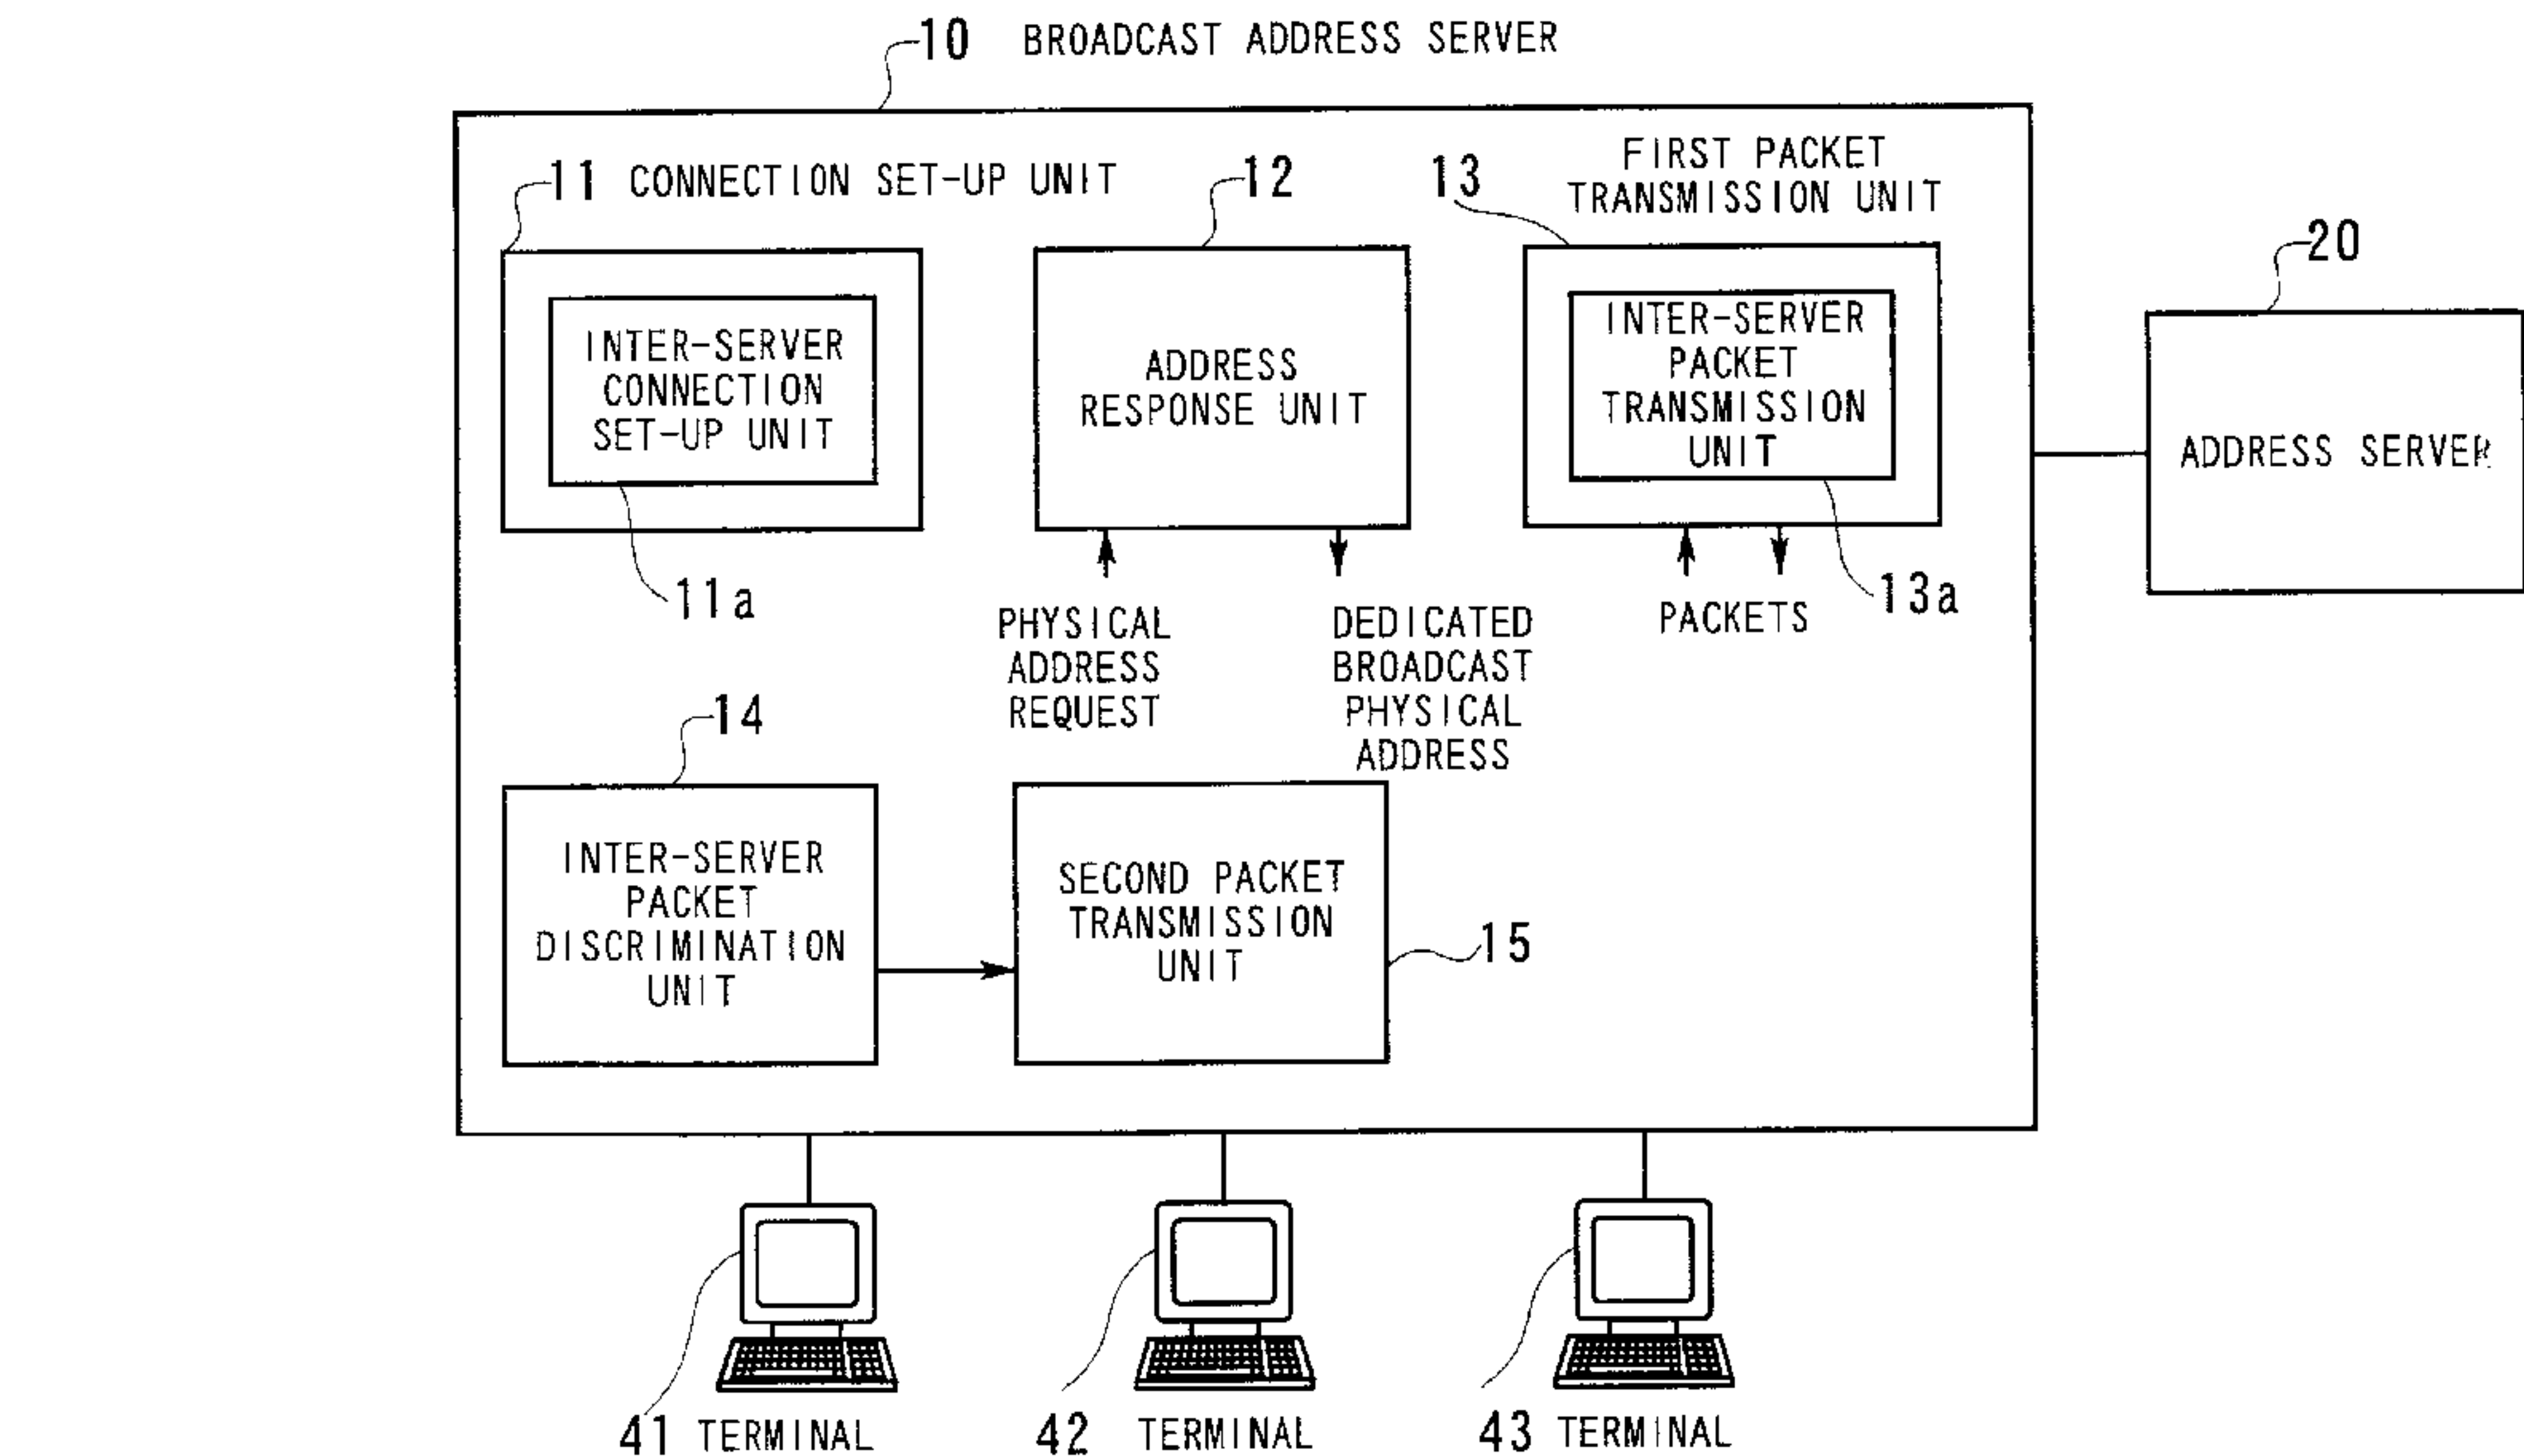 10 BROADCAST ADDRESS SERVER
11 CONNECTION SET-UP UNIT
12
13
FIRST PACKET
TRANSMISSION UNIT
20
INTER-SERVER
CONNECTION
SET-UP UNIT
ADDRESS
RESPONSE UNIT
INTER-SERVER
PACKET
TRANSMISSION
UNIT
ADDRESS SERVER
11a
13a
PHYSICAL
ADDRESS
REQUEST
DEDICATED
BROADCAST
PHYSICAL
ADDRESS
PACKETS
14
INTER-SERVER
PACKET
DISCRIMINATION
UNIT
SECOND PACKET
TRANSMISSION
UNIT
15
41 TERMINAL
42 TERMINAL
43 TERMINAL